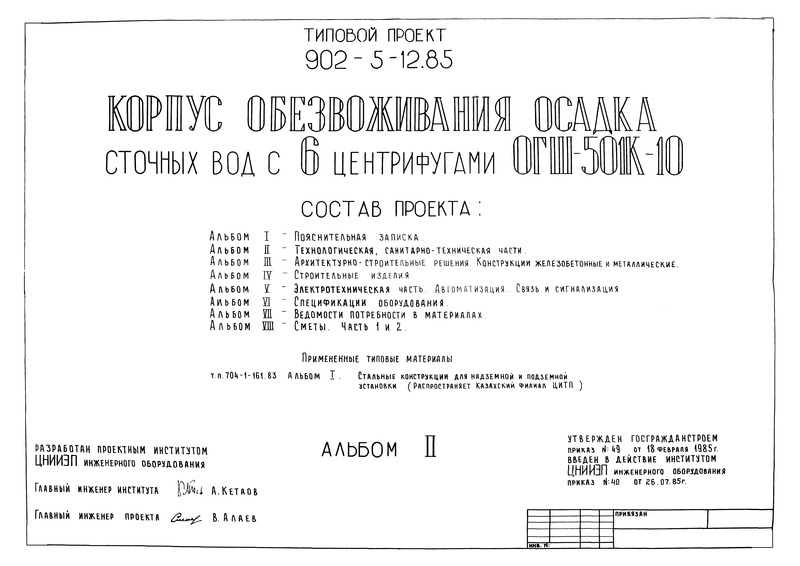 ТИПОВОЙ ПРОЕКТ
902-5-12.85
КОРПУС ОБЕЗВОЖИВАНИЯ ОСАДКА
СТОЧНЫХ ВОД С 6 ЦЕНТРИФУГАМИ ОГШ-501К-10
СОСТАВ ПРОЕКТА:
АЛЬБОМ I - ПОЯСНИТЕЛЬНАЯ ЗАПИСКА.
АЛЬБОМ II - ТЕХНОЛОГИЧЕСКАЯ, САНИТАРНО-ТЕХНИЧЕСКАЯ ЧАСТИ.
АЛЬБОМ III - АРХИТЕКТУРНО-СТРОИТЕЛЬНЫЕ РЕШЕНИЯ. КОНСТРУКЦИИ ЖЕЛЕЗОБЕТОННЫЕ И МЕТАЛЛИЧЕСКИЕ.
АЛЬБОМ IV - СТРОИТЕЛЬНЫЕ ИЗДЕЛИЯ
АЛЬБОМ V - ЭЛЕКТРОТЕХНИЧЕСКАЯ ЧАСТЬ. АВТОМАТИЗАЦИЯ. СВЯЗЬ И СИГНАЛИЗАЦИЯ
АЛЬБОМ VI - СПЕЦИФИКАЦИИ ОБОРУДОВАНИЯ.
АЛЬБОМ VII - ВЕДОМОСТИ ПОТРЕБНОСТИ В МАТЕРИАЛАХ.
АЛЬБОМ VIII - СМЕТЫ. ЧАСТЬ 1 И 2.
ПРИМЕНЕННЫЕ ТИПОВЫЕ МАТЕРИАЛЫ
Т.П. 704-1-161.83 АЛЬБОМ I. СТАЛЬНЫЕ КОНСТРУКЦИИ ДЛЯ НАДЗЕМНОЙ И ПОДЗЕМНОЙ
УСТАНОВКИ (РАСПРОСТРАНЯЕТ КАЗАХСКИЙ ФИЛИАЛ ЦИТП)
АЛЬБОМ II
РАЗРАБОТАН ПРОЕКТНЫМ ИНСТИТУТОМ
ЦНИИЭП ИНЖЕНЕРНОГО ОБОРУДОВАНИЯ
ГЛАВНЫЙ ИНЖЕНЕР ИНСТИТУТА А. КЕТАОВ
ГЛАВНЫЙ ИНЖЕНЕР ПРОЕКТА В. АЛАЕВ
УТВЕРЖДЕН ГОСГРАЖДАНСТРОЕМ
ПРИКАЗ №49 ОТ 18 ФЕВРАЛЯ 1985г.
ВВЕДЕН В ДЕЙСТВИЕ ИНСТИТУТОМ
ЦНИИЭП ИНЖЕНЕРНОГО ОБОРУДОВАНИЯ
ПРИКАЗ №40 ОТ 26.07.85г.
ПРИВЯЗАН
ИНВ. №